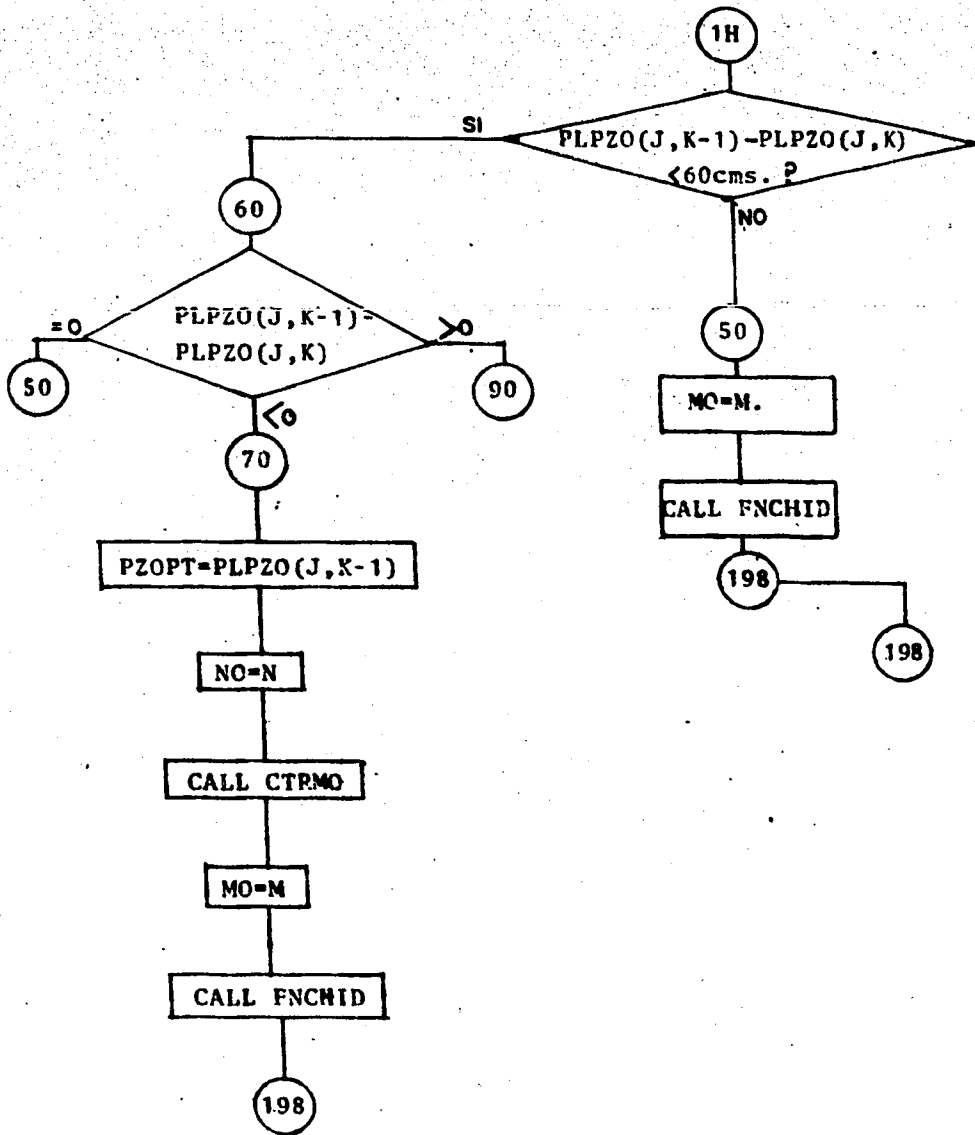 1H
SI
PLPZO(J,K-1)-PLPZO(J,K)
<60cms.?
NO
60
=0
PLPZO(J,K-1)-
PLPZO(J,K)
>0
50
90
<0
70
50
MO=M.
CALL FNCHID
198
198
PZOPT=PLPZO(J,K-1)
NO=N
CALL CTRMO
MO=M
CALL FNCHID
198